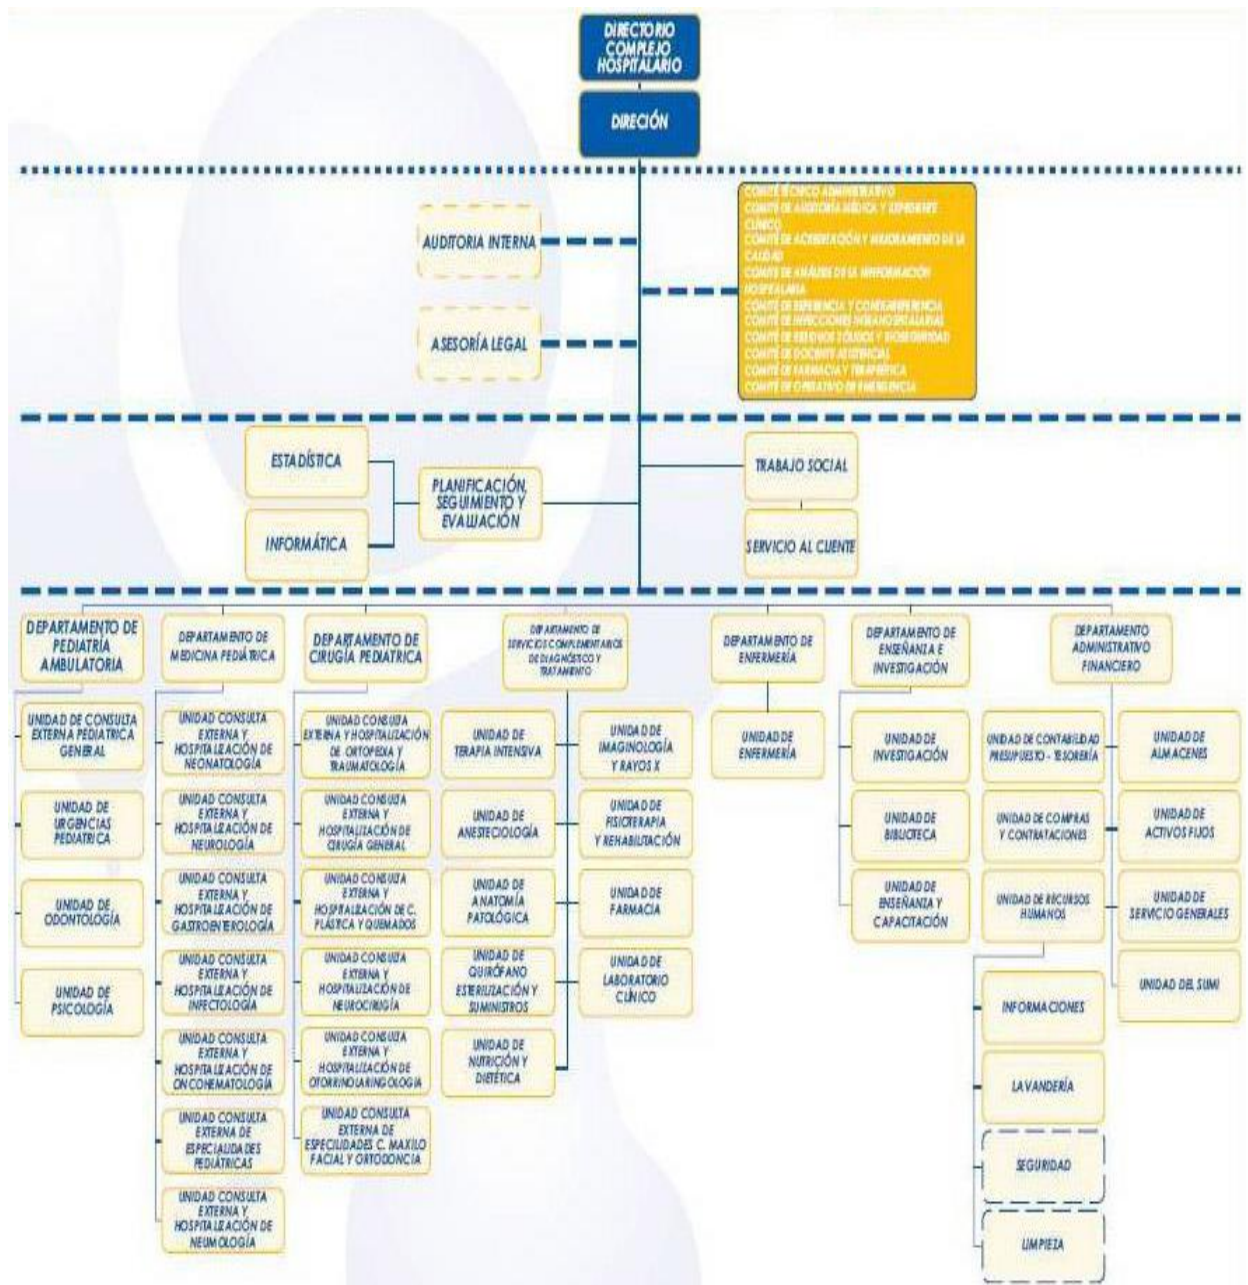 DIRECTORIO
COMPLEJO
HOSPITALARIO
DIRECIÓN
AUDITORIA INTERNA
ASESORÍA LEGAL
COMITÉ TÉCNICO ADMINISTRATIVO
COMITÉ DE AUDITORÍA MÉDICA Y EXPEDIENTE
CLÍNICO
COMITÉ DE ACREDITACIÓN Y MEJORAMIENTO DE LA
CALIDAD
COMITÉ DE ANÁLISIS DE LA
HOSPITALARIA
COMITÉ DE REFERENCIA Y
COMITÉ DE INFECCIONES INTRAHOSPITALARIAS
COMITÉ DE RESIDUOS SÓLIDOS Y BIOSEGURIDAD
COMITÉ DE DOCENTE ASISTENCIAL
COMITÉ DE FARMACIA Y TERAPEÚTICA
COMITÉ DE OPERATIVO DE EMERGENCIA
ESTADÍSTICA
INFORMÁTICA
PLANIFICACIÓN,
SEGUIMIENTO Y
EVALUACIÓN
TRABAJO SOCIAL
SERVICIO AL CLIENTE
DEPARTAMENTO DE
PEDIATRÍA
AMBULATORIA
UNIDAD DE CONSULTA
EXTERNA PEDIATRICA
GENERAL
UNIDAD DE
URGENCIAS
PEDIATRICA
UNIDAD DE
ODONTOLOGÍA
UNIDAD DE
PSICOLOGÍA
DEPARTAMENTO DE
MEDICINA PEDIÁTRICA
UNIDAD CONSULTA
EXTERNA Y
HOSPITALIZACIÓN DE
NEONATOLOGÍA
UNIDAD CONSULTA
EXTERNA Y
HOSPITALIZACIÓN DE
NEUROLOGÍA
UNIDAD CONSULTA
EXTERNA Y
HOSPITALIZACIÓN DE
GASTROENTEROLOGÍA
UNIDAD CONSULTA
EXTERNA Y
HOSPITALIZACIÓN DE
INFECTOLOGÍA
UNIDAD CONSULTA
EXTERNA Y
HOSPITALIZACIÓN DE
ONCOHEMATOLOGÍA
UNIDAD CONSULTA
EXTERNA DE
ESPECIALIDADES
PEDIÁTRICAS
UNIDAD CONSULTA
EXTERNA Y
HOSPITALIZACIÓN DE
NEUMOLOGÍA
DEPARTAMENTO DE
CIRUGÍA PEDIATRICA
UNIDAD CONSULTA
EXTERNA Y HOSPITALIZACIÓN
DE ORTOPEDIA Y
TRAUMATOLOGÍA
UNIDAD CONSULTA
EXTERNA Y
HOSPITALIZACIÓN DE
CIRUGÍA GENERAL
UNIDAD CONSULTA
EXTERNA Y
HOSPITALIZACIÓN DE C.
PLÁSTICA Y QUEMADOS
UNIDAD CONSULTA
EXTERNA Y
HOSPITALIZACIÓN DE
NEUROCIRUGÍA
UNIDAD CONSULTA
EXTERNA Y
HOSPITALIZACIÓN DE
OTORRINOLARINGOLOGIA
UNIDAD CONSULTA
EXTERNA DE
ESPECILIDADES C. MAXILO
FACIAL Y ORTODONCIA
DEPARTAMENTO DE
SERVICIOS COMPLEMENTARIOS
DE DIAGNÓSTICO Y
TRATAMIENTO
UNIDAD DE
TERAPIA INTENSIVA
UNIDAD DE
ANESTECIOLOGÍA
UNIDAD DE
ANATOMÍA
PATOLÓGICA
UNIDAD DE
QUIRÓFANO
ESTERILIZACIÓN Y
SUMINISTROS
UNIDAD DE
NUTRICIÓN Y
DIETÉTICA
UNIDAD DE
IMAGINOLOGÍA
Y RAYOS X
UNIDAD DE
FISIOTERAPIA
Y REHABILITACIÓN
UNIDAD DE
FARMACIA
UNIDAD DE
LABORATORIO
CLÍNICO
DEPARTAMENTO DE
ENFERMERÍA
UNIDAD DE
ENFERMERÍA
DEPARTAMENTO DE
ENSEÑANZA E
INVESTIGACIÓN
UNIDAD DE
INVESTIGACIÓN
UNIDAD DE
BIBLIOTECA
UNIDAD DE
ENSEÑANZA Y
CAPACITACIÓN
DEPARTAMENTO
ADMINISTRATIVO
FINANCIERO
UNIDAD DE CONTABILIDAD
PRESUPUESTO - TESORERÍA
UNIDAD DE COMPRAS
Y CONTRATACIONES
UNIDAD DE RECURSOS
HUMANOS
INFORMACIONES
LAVANDERÍA
SEGURIDAD
LIMPIEZA
UNIDAD DE
ALMACENES
UNIDAD DE
ACTIVOS FIJOS
UNIDAD DE
SERVICIO GENERALES
UNIDAD DEL SUMI